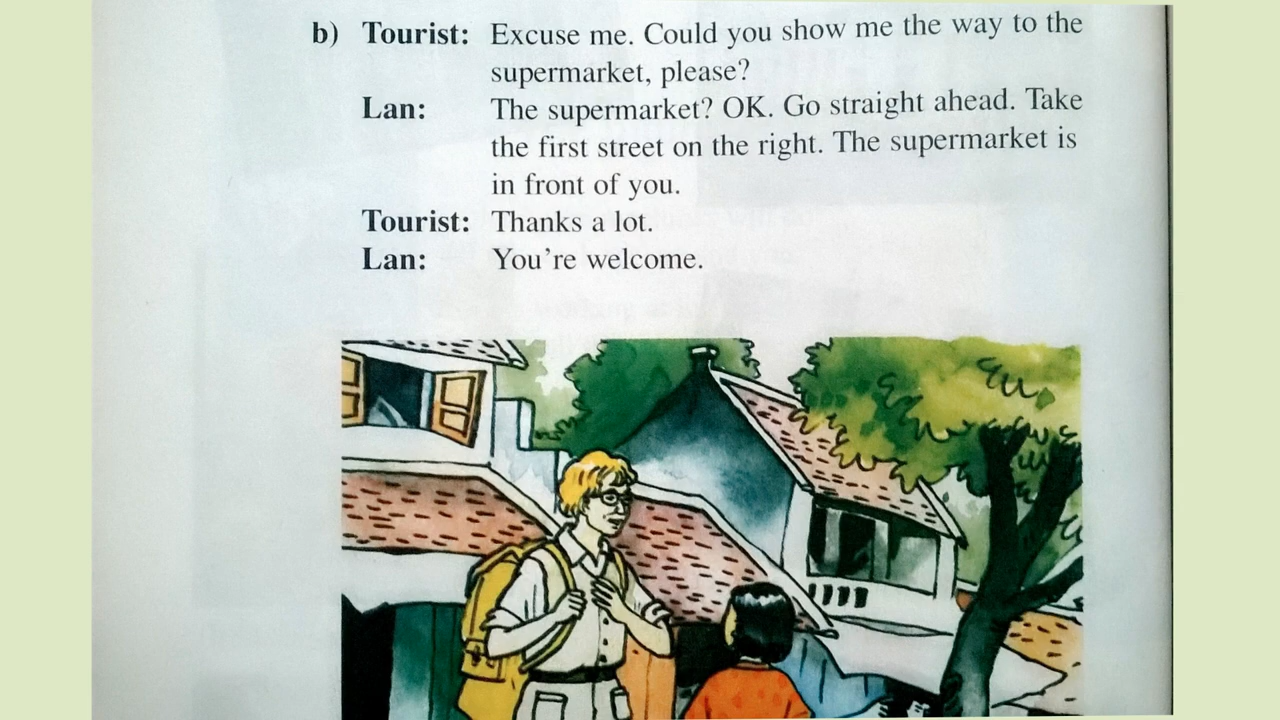 b) Tourist: Excuse me. Could you show me the way to the
supermarket, please?
Lan: The supermarket? OK. Go straight ahead. Take
the first street on the right. The supermarket is
in front of you.
Tourist: Thanks a lot.
Lan: You're welcome.